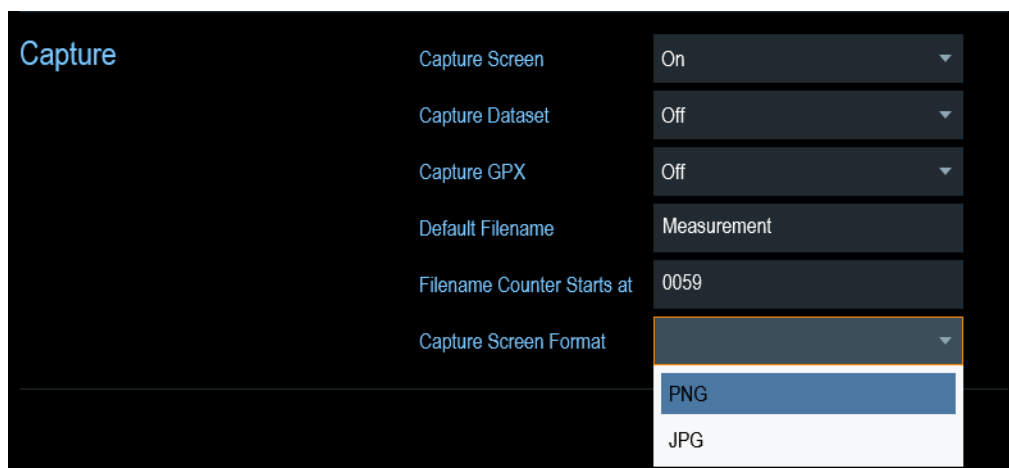 Capture
Capture Screen On
Capture Dataset Off
Capture GPX Off
Default Filename Measurement
Filename Counter Starts at 0059
Capture Screen Format
PNG
JPG